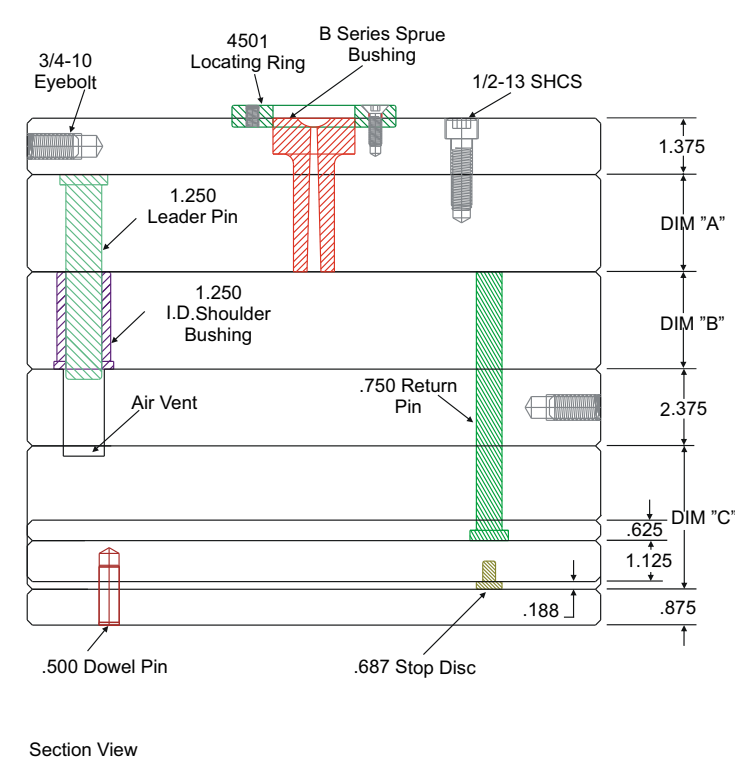 4501
Locating Ring
B Series Sprue
Bushing
3/4-10
Eyebolt
1/2-13 SHCS
1.375
1.250
Leader Pin
DIM ”A”
1.250
I.D.Shoulder
Bushing
DIM ”B”
.750 Return
Pin
Air Vent
2.375
DIM ”C”
.625
1.125
.188
.875
.500 Dowel Pin
.687 Stop Disc
Section View